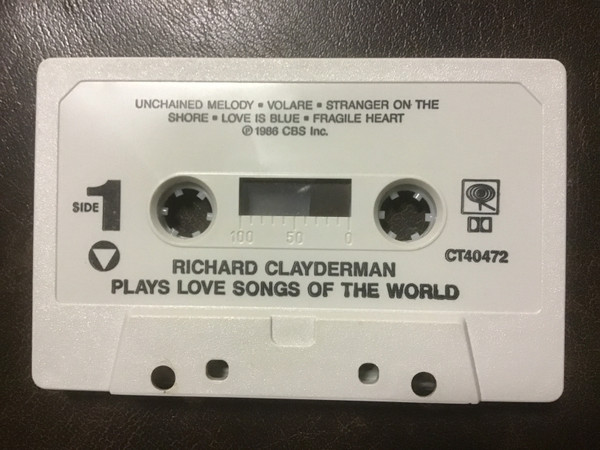 UNCHAINED MELODY ▪ VOLARE ▪ STRANGER ON THE
SHORE ▪ LOVE IS BLUE ▪ FRAGILE HEART
℗ 1986 CBS Inc.
SIDE 1
100 50 0
CT40472
RICHARD CLAYDERMAN
PLAYS LOVE SONGS OF THE WORLD